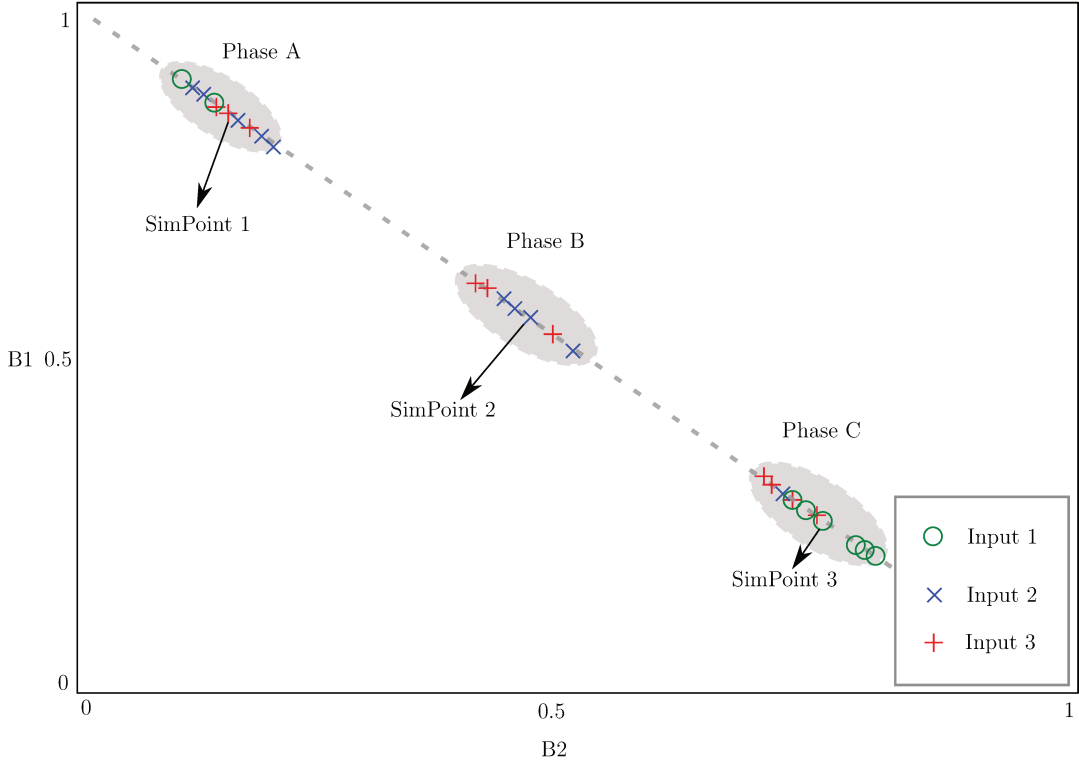 1
Phase A
SimPoint 1
Phase B
B1 0.5
SimPoint 2
Phase C
Input 1
SimPoint 3
Input 2
Input 3
0
0 0.5 1
B2